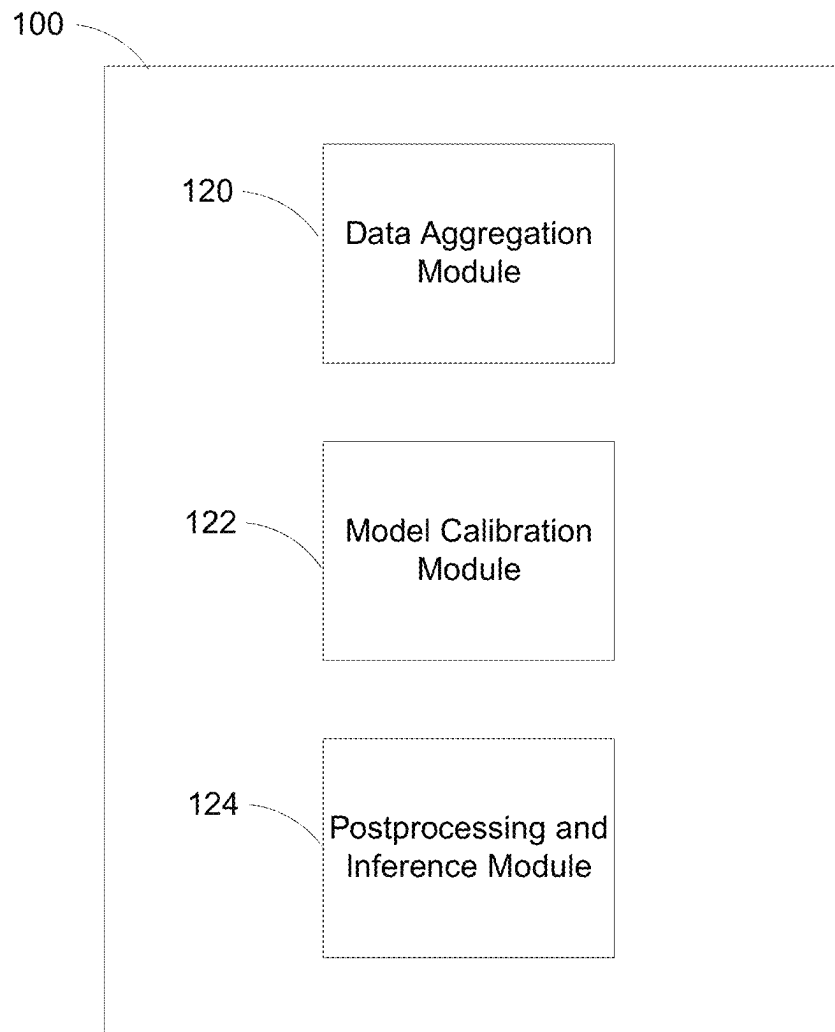 100
120
Data Aggregation
Module
122
Model Calibration
Module
124
Postprocessing and
Inference Module